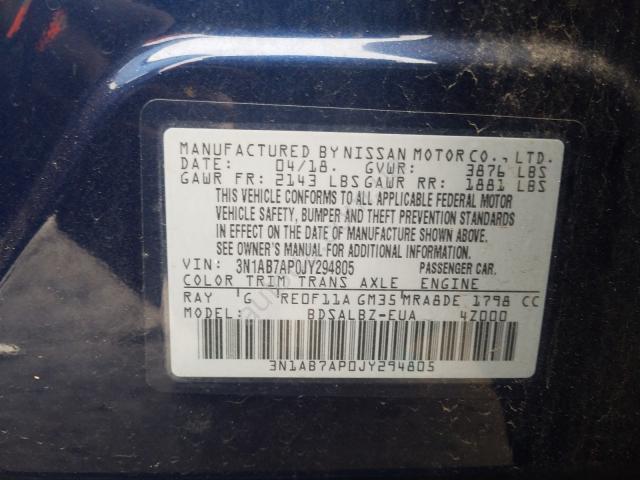 MANUFACTURED BY NISSAN MOTOR CO., LTD.
DATE: 04/18. GVWR: 3876 LBS
GAWR FR: 2143 LBS GAWR RR: 1881 LBS
THIS VEHICLE CONFORMS TO ALL APPLICABLE FEDERAL MOTOR
VEHICLE SAFETY, BUMPER AND THEFT PREVENTION STANDARDS
IN EFFECT ON THE DATE OF MANUFACTURE SHOWN ABOVE.
SEE OWNER'S MANUAL FOR ADDITIONAL INFORMATION
VIN: 3N1AB7AP0JY294805 PASSENGER CAR.
COLOR TRIM TRANS AXLE ENGINE
RAY G RE0F11A GM35 MRA8DE 1798 CC
MODEL: BDSALBZ-EUA 4Z000
3N1AB7AP0JY294805